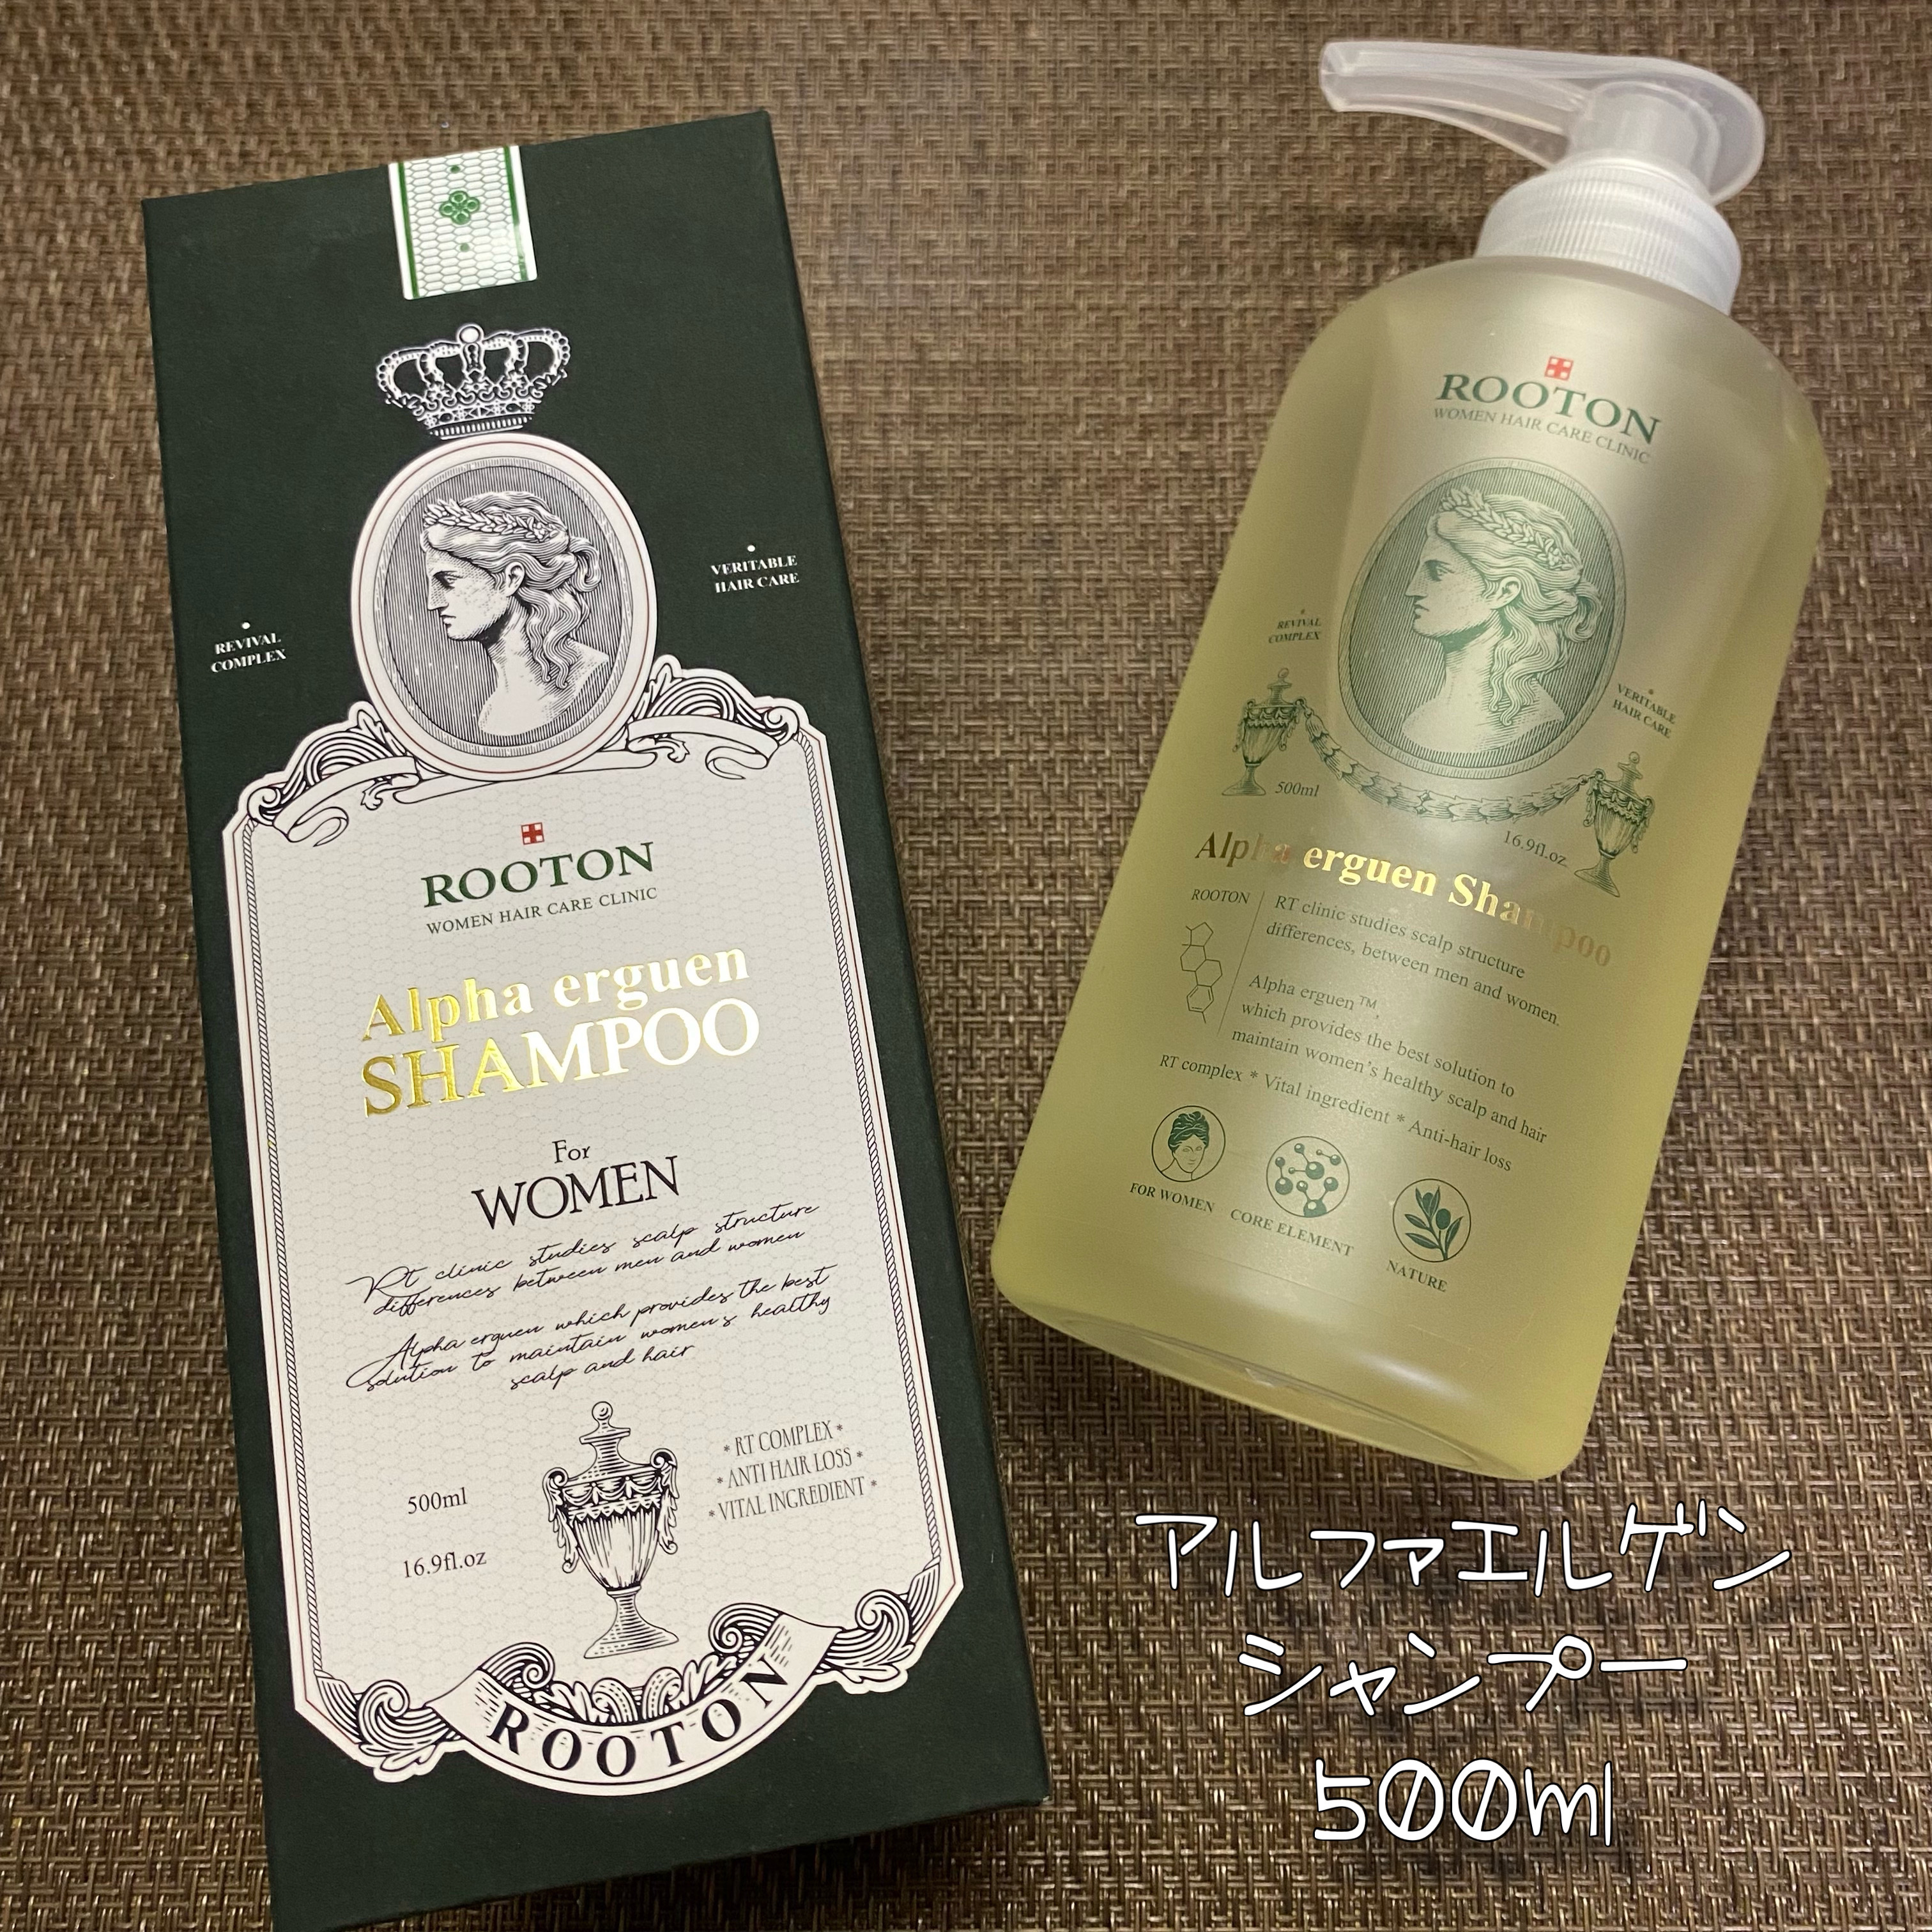 REVIVAL
COMPLEX
VERITABLE
HAIR CARE
ROOTON
WOMEN HAIR CARE CLINIC
Alpha erguen
SHAMPOO
For
WOMEN
Rt clinic studies scalp structure
differences between men and women
Alpha erguen which provides the best
solution to maintain women's healthy
scalp and hair
500ml
16.9fl.oz
* RT COMPLEX *
* ANTI HAIR LOSS *
* VITAL INGREDIENT *
ROOTON
ROOTON
WOMEN HAIR CARE CLINIC
REVIVAL
COMPLEX
VERITABLE
HAIR CARE
500ml
16.9fl.oz
Alpha erguen Shampoo
ROOTON
RT clinic studies scalp structure
differences, between men and women.
Alpha erguen™,
which provides the best solution to
maintain women's healthy scalp and hair
RT complex * Vital ingredient * Anti-hair loss
FOR WOMEN
CORE ELEMENT
NATURE
アルファエルゲン
シャンプー
500ml